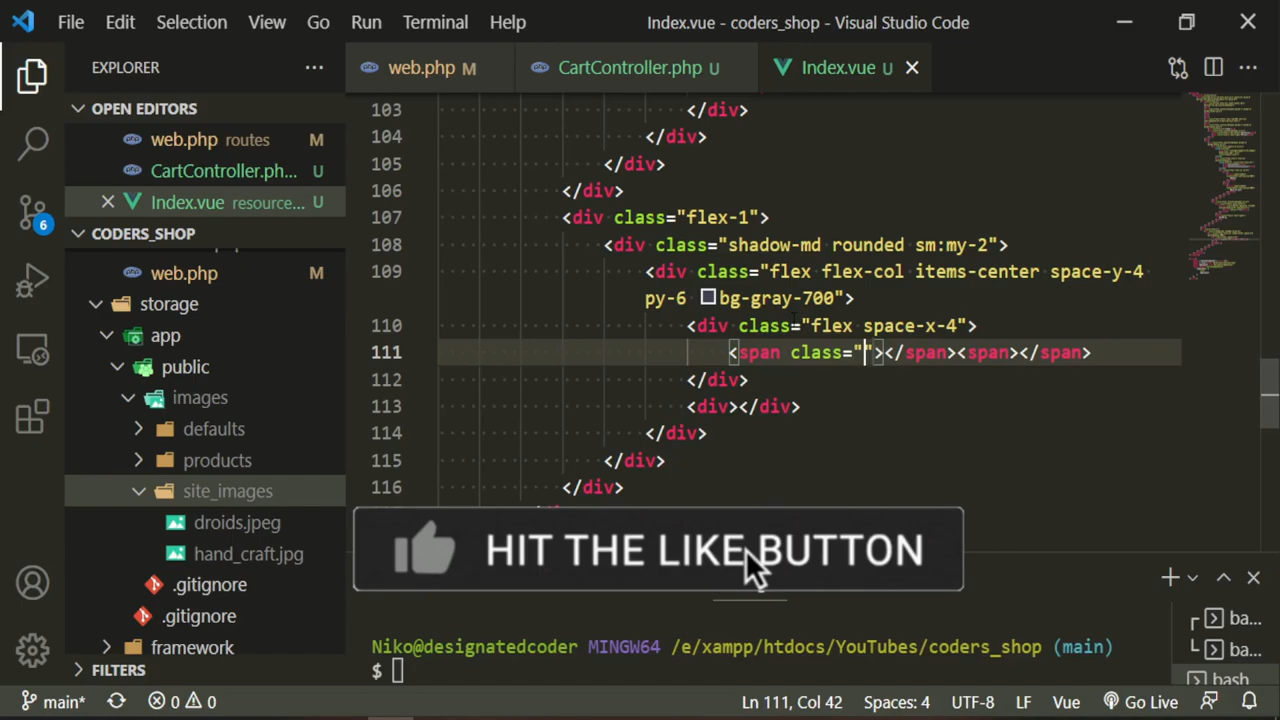 File Edit Selection View Go Run Terminal Help Index.vue - coders_shop - Visual Studio Code
EXPLORER
OPEN EDITORS
web.php routes M
CartController.ph... U
Index.vue resource... U
CODERS_SHOP
web.php M
storage
app
public
images
defaults
products
site_images
droids.jpeg
hand_craft.jpg
.gitignore
.gitignore
framework
FILTERS
web.php M CartController.php U Index.vue U
103 </div>
104 </div>
105 </div>
106 </div>
107 <div class="flex-1">
108 <div class="shadow-md rounded sm:my-2">
109 <div class="flex flex-col items-center space-y-4
py-6 bg-gray-700">
110 <div class="flex space-x-4">
111 <span class=""></span><span></span>
112 </div>
113 <div></div>
114 </div>
115 </div>
116 </div>
HIT THE LIKE BUTTON
Niko@designatedcoder MINGW64 /e/xampp/htdocs/YouTubes/coders_shop (main)
$
ba...
ba...
bash
6
main* 0 0 Ln 111, Col 42 Spaces: 4 UTF-8 LF Vue Go Live